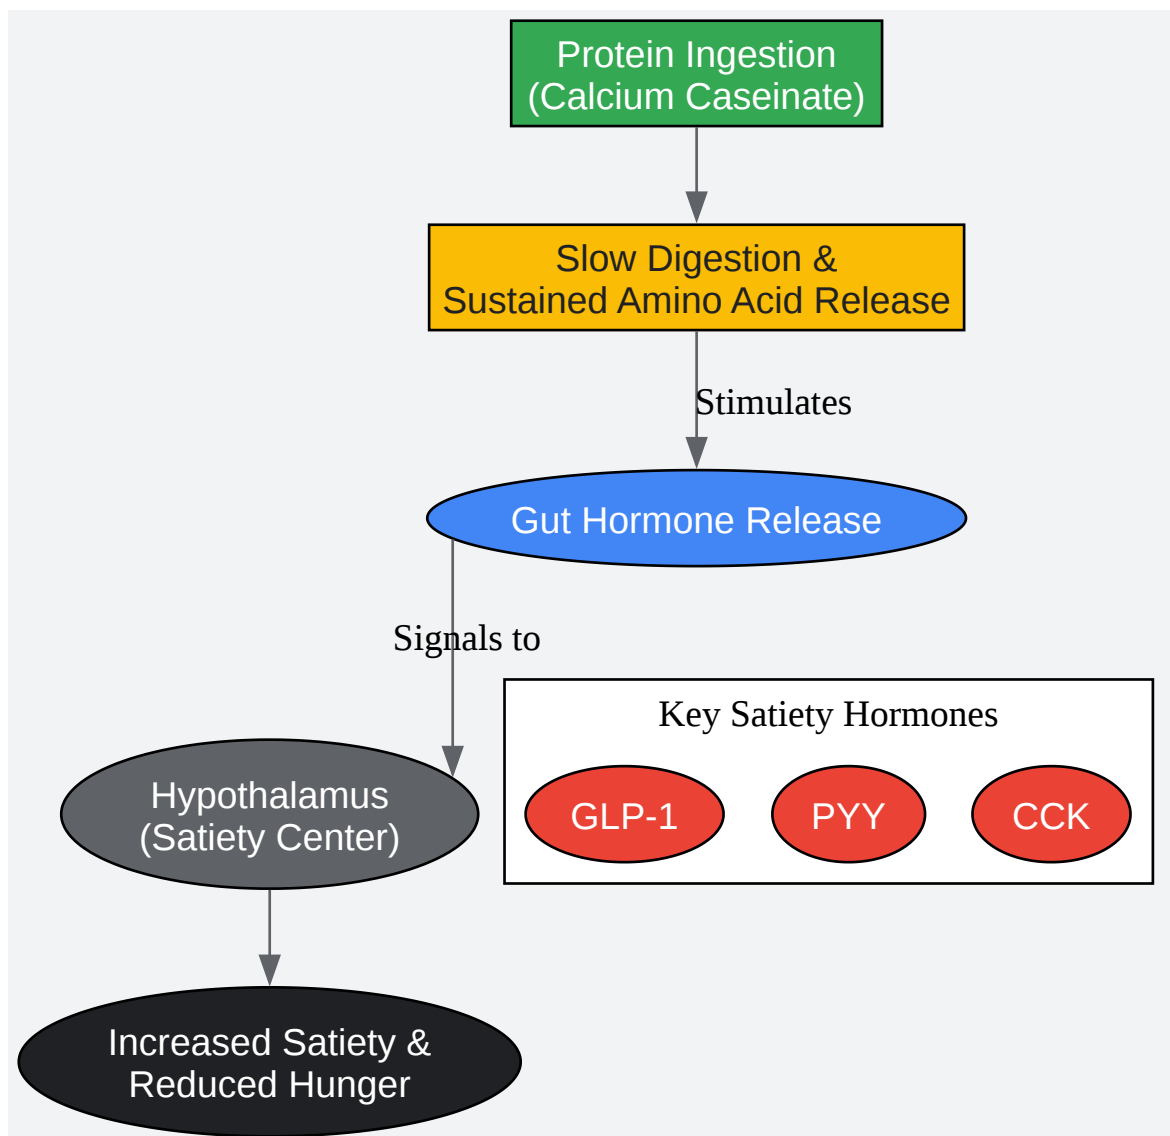 Protein Ingestion
(Calcium Caseinate)
Slow Digestion &
Sustained Amino Acid Release
Stimulates
Gut Hormone Release
Signals to
Key Satiety Hormones
GLP-1
PYY
CCK
Hypothalamus
(Satiety Center)
Increased Satiety &
Reduced Hunger